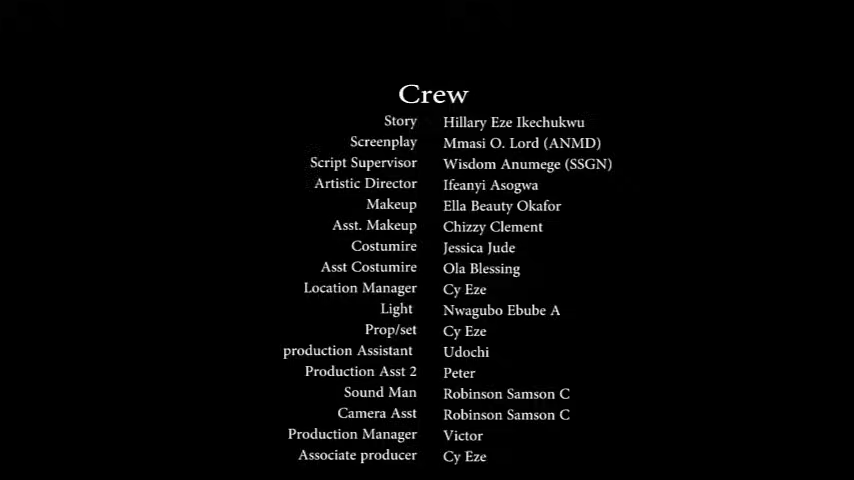 Crew
Story Hillary Eze Ikechukwu
Screenplay Mmasi O. Lord (ANMD)
Script Supervisor Wisdom Anumege (SSGN)
Artistic Director Ifeanyi Asogwa
Makeup Ella Beauty Okafor
Asst. Makeup Chizzy Clement
Costumire Jessica Jude
Asst Costumire Ola Blessing
Location Manager Cy Eze
Light Nwagubo Ebube A
Prop/set Cy Eze
production Assistant Udochi
Production Asst 2 Peter
Sound Man Robinson Samson C
Camera Asst Robinson Samson C
Production Manager Victor
Associate producer Cy Eze